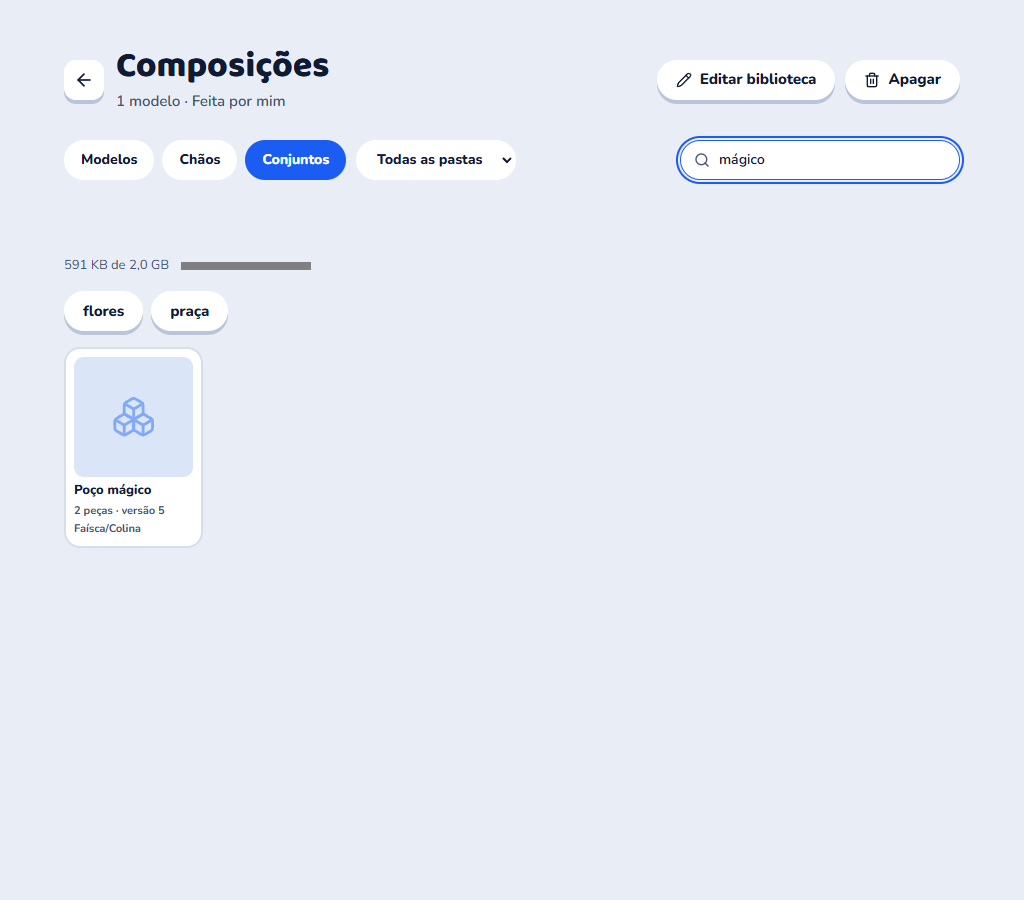 Composições
1 modelo · Feita por mim
Editar biblioteca
Apagar
Modelos
Chãos
Conjuntos
Todas as pastas
mágico
591 KB de 2,0 GB
flores
praça
Poço mágico
2 peças · versão 5
Faísca/Colina